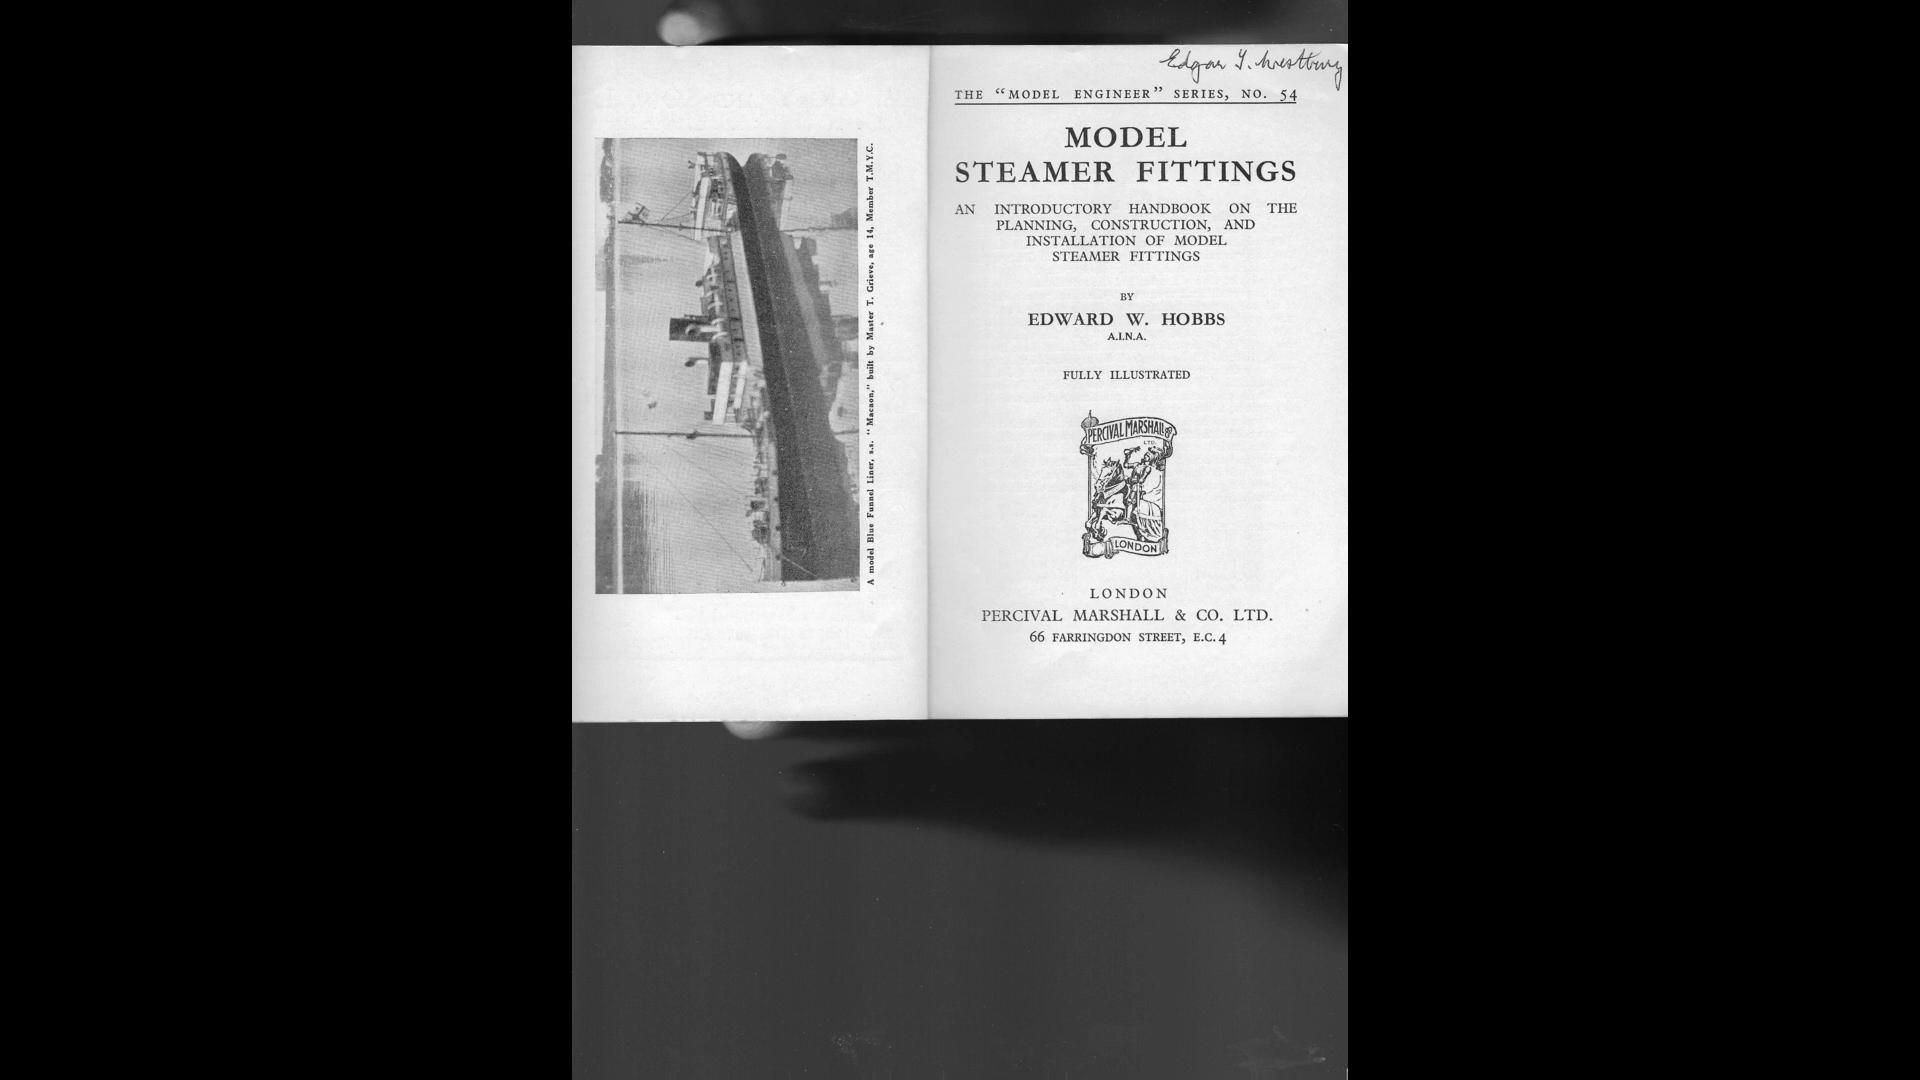 A model Blue Funnel Liner, s.s. "Macaon," built by Master T. Grieve, age 14, Member T.M.Y.C.
Edgar T. Westbury
THE "MODEL ENGINEER" SERIES, NO. 54
MODEL
STEAMER FITTINGS
AN INTRODUCTORY HANDBOOK ON THE
PLANNING, CONSTRUCTION, AND
INSTALLATION OF MODEL
STEAMER FITTINGS
BY
EDWARD W. HOBBS
A.I.N.A.
FULLY ILLUSTRATED
PERCIVAL MARSHALL & CO
LTD.
LONDON
LONDON
PERCIVAL MARSHALL & CO. LTD.
66 FARRINGDON STREET, E.C.4